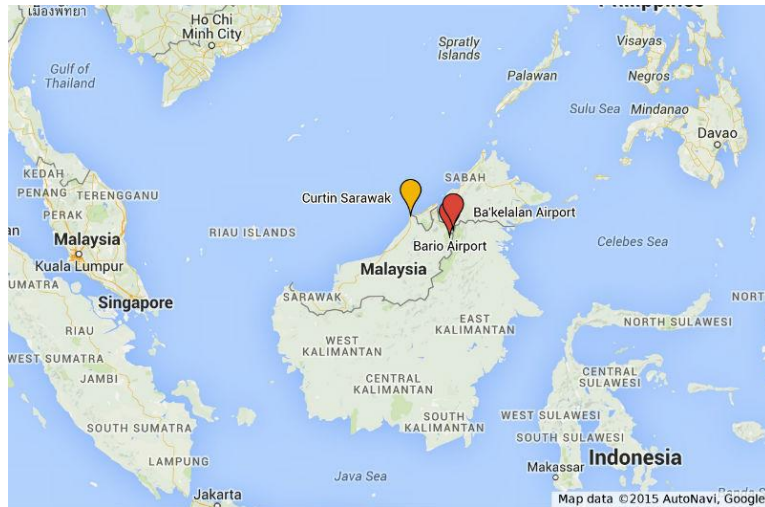 เมืองพัทยา
Ho Chi
Minh City
Gulf of
Thailand
Spratly
Islands
Visayas
Palawan
Negros
Sulu Sea
Mindanao
Davao
KEDAH
PENANG
TERENGGANU
PERAK
Malaysia
Kuala Lumpur
RIAU ISLANDS
Curtin Sarawak
SABAH
Ba'kelalan Airport
Bario Airport
Malaysia
Celebes Sea
Singapore
SARAWAK
RIAU
WEST SUMATRA
JAMBI
WEST
KALIMANTAN
EAST
KALIMANTAN
CENTRAL
KALIMANTAN
NORTH SULAWESI
CENTRAL
SULAWESI
SOUTH SUMATRA
SOUTH
KALIMANTAN
WEST SULAWESI
SOUTH SULAWESI
LAMPUNG
Java Sea
Makassar
Indonesia
Jakarta
Map data ©2015 AutoNavi, Google